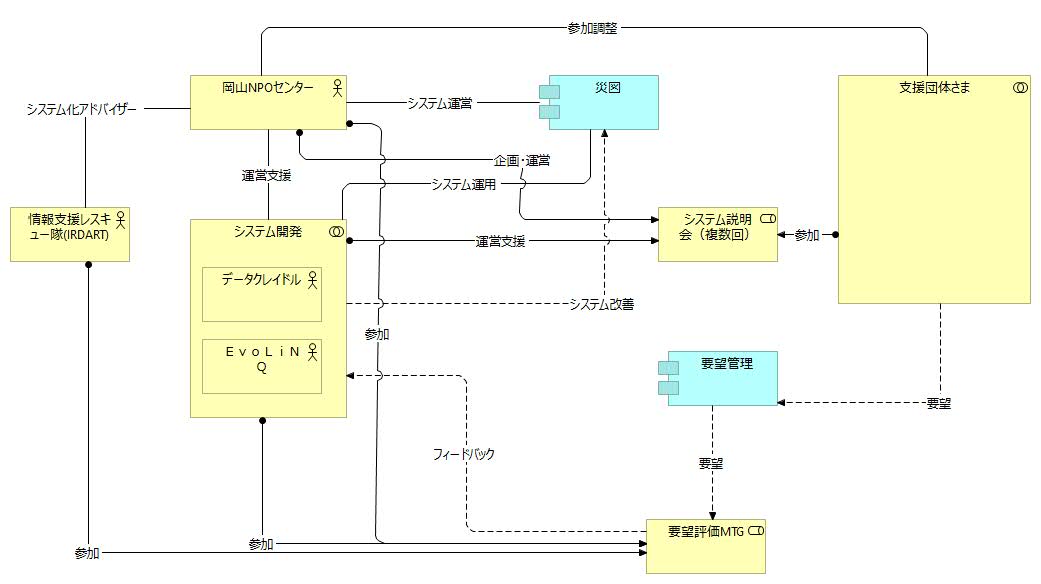 参加調整
岡山NPOセンター
災図
支援団体さま
システム化アドバイザー
システム運営
企画・運営
運営支援
システム運用
情報支援レスキ
ュー隊(IRDART)
システム説明
会（複数回）
システム開発
運営支援
参加
データクレイドル
システム改善
参加
ＥｖｏＬｉＮ
Ｑ
要望管理
要望
フィードバック
要望
要望評価MTG
参加
参加